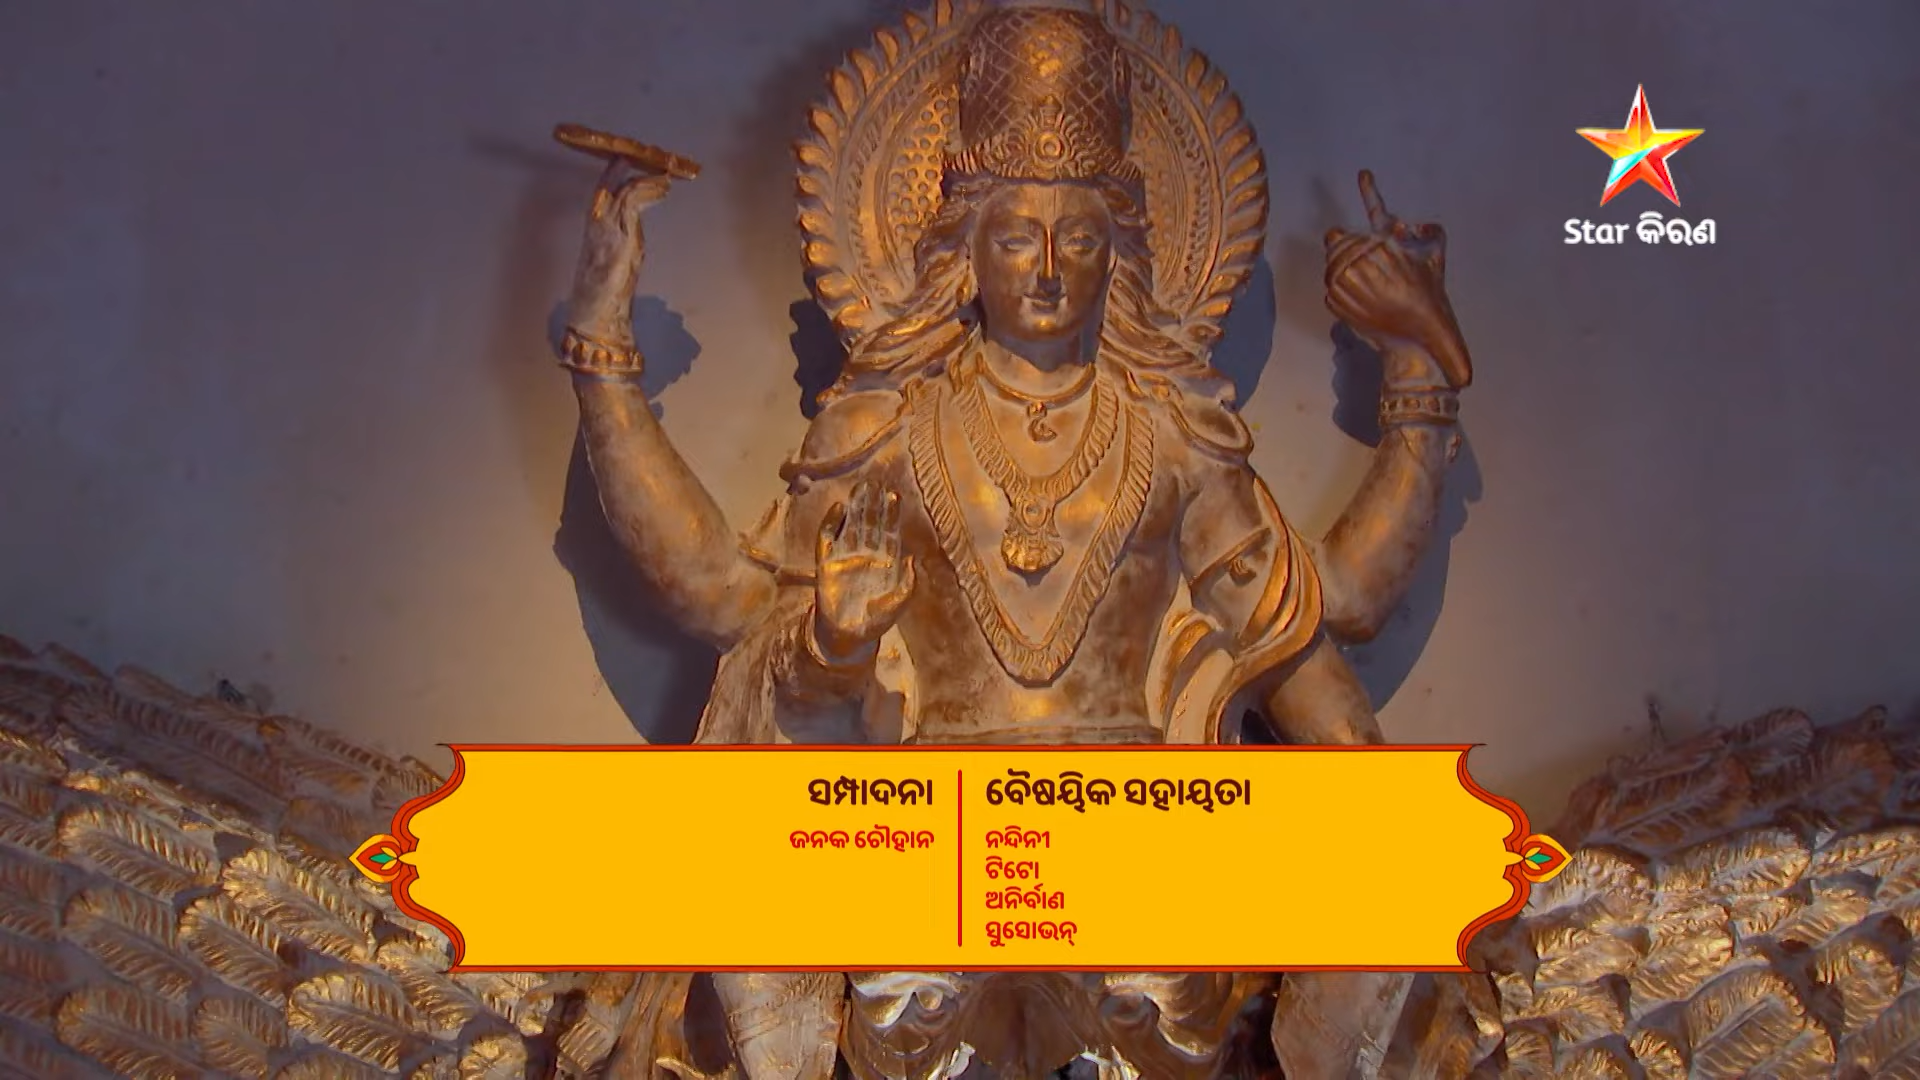 Star କିରଣ
ସମ୍ପାଦନା
ଜନକ ଚୌହାନ
ବୈଷୟିକ ସହାୟତା
ନନ୍ଦିନୀ
ଟିଟୋ
ଅନିର୍ବାଣ
ସୁସୋଭନ୍